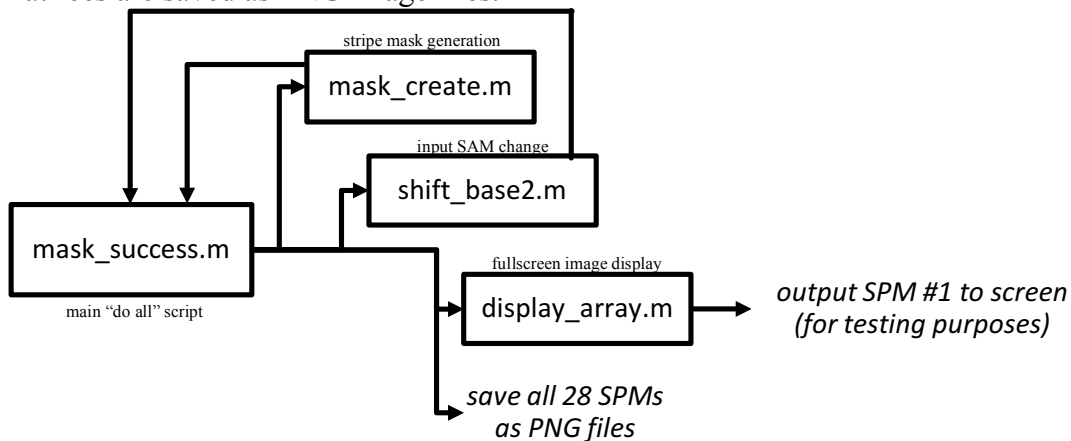 stripe mask generation
mask_create.m
input SAM change
shift_base2.m
mask_success.m
main “do all” script
fullscreen image display
display_array.m
output SPM #1 to screen
(for testing purposes)
save all 28 SPMs
as PNG files